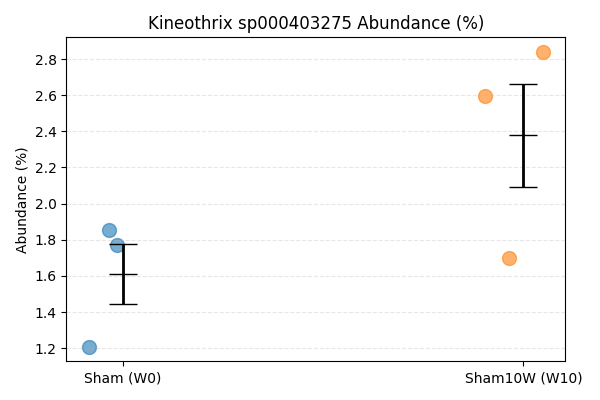 Kineothrix sp000403275 Abundance (%)
Abundance (%)
2.8
2.6
2.4
2.2
2.0
1.8
1.6
1.4
1.2
Sham (W0)
Sham10W (W10)